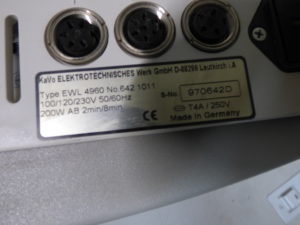 KaVo ELEKTROTECHNISCHES Werk GmbH D-88299 Leutkirch i.A
Type EWL 4960 No.642 1011
100/120/230V 50/60Hz S-No. 970642D
200W AB 2min/8min. T4A / 250V
CE Made in Germany